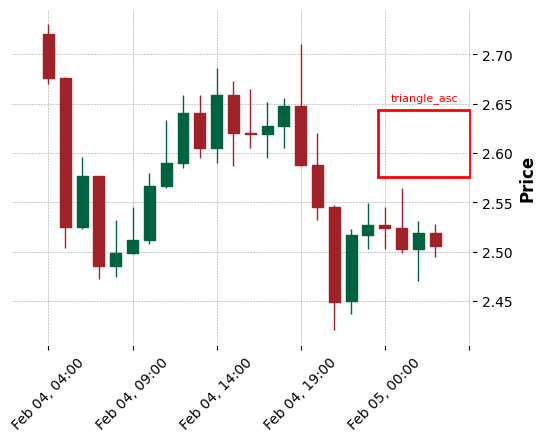 triangle_asc
2.70
2.65
2.60
2.55
2.50
2.45
Price
Feb 04, 04:00
Feb 04, 09:00
Feb 04, 14:00
Feb 04, 19:00
Feb 05, 00:00